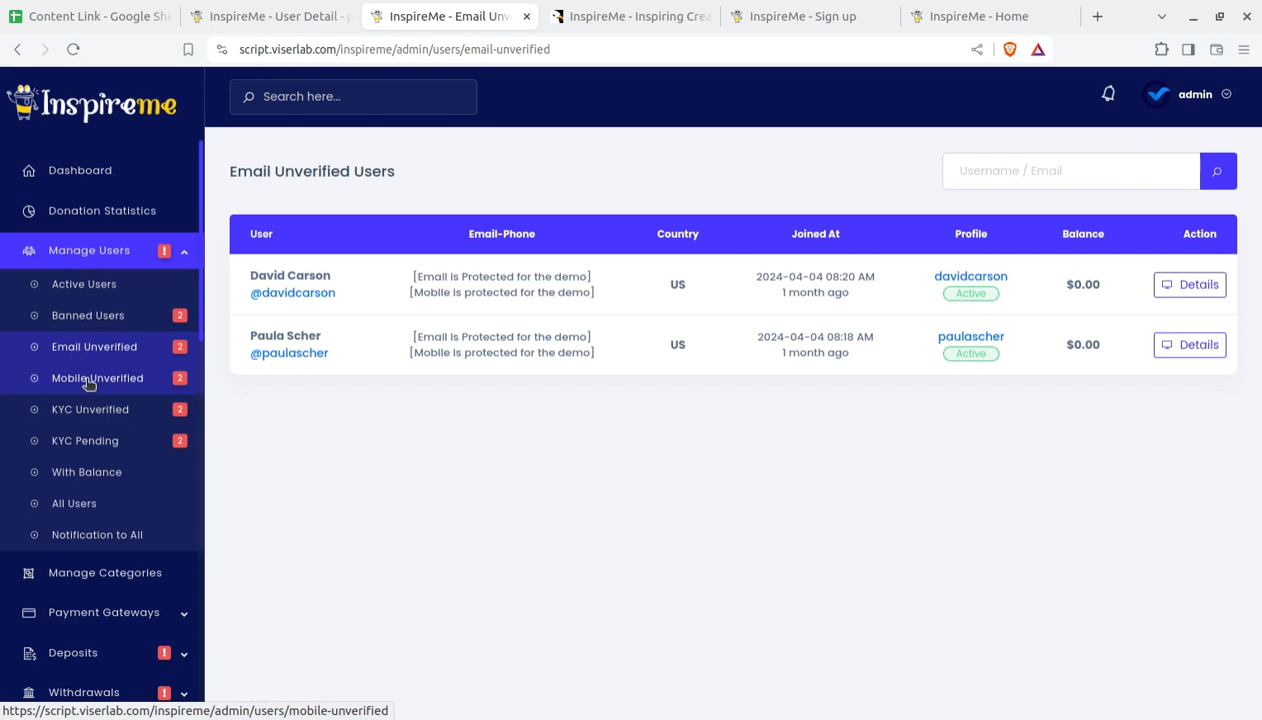 Content Link - Google She
InspireMe - User Detail - p
InspireMe - Email Unv
InspireMe - Inspiring Crea
InspireMe - Sign up
InspireMe - Home
script.viserlab.com/inspireme/admin/users/email-unverified
Inspireme
Search here...
admin
Dashboard
Donation Statistics
Manage Users
Active Users
Banned Users 2
Email Unverified 2
Mobile Unverified 2
KYC Unverified 2
KYC Pending 2
With Balance
All Users
Notification to All
Manage Categories
Payment Gateways
Deposits
Withdrawals
Email Unverified Users
Username / Email
User Email-Phone Country Joined At Profile Balance Action
David Carson
@davidcarson
[Email is Protected for the demo]
[Mobile is protected for the demo]
US
2024-04-04 08:20 AM
1 month ago
davidcarson
Active
$0.00
Details
Paula Scher
@paulascher
[Email is Protected for the demo]
[Mobile is protected for the demo]
US
2024-04-04 08:18 AM
1 month ago
paulascher
Active
$0.00
Details
https://script.viserlab.com/inspireme/admin/users/mobile-unverified